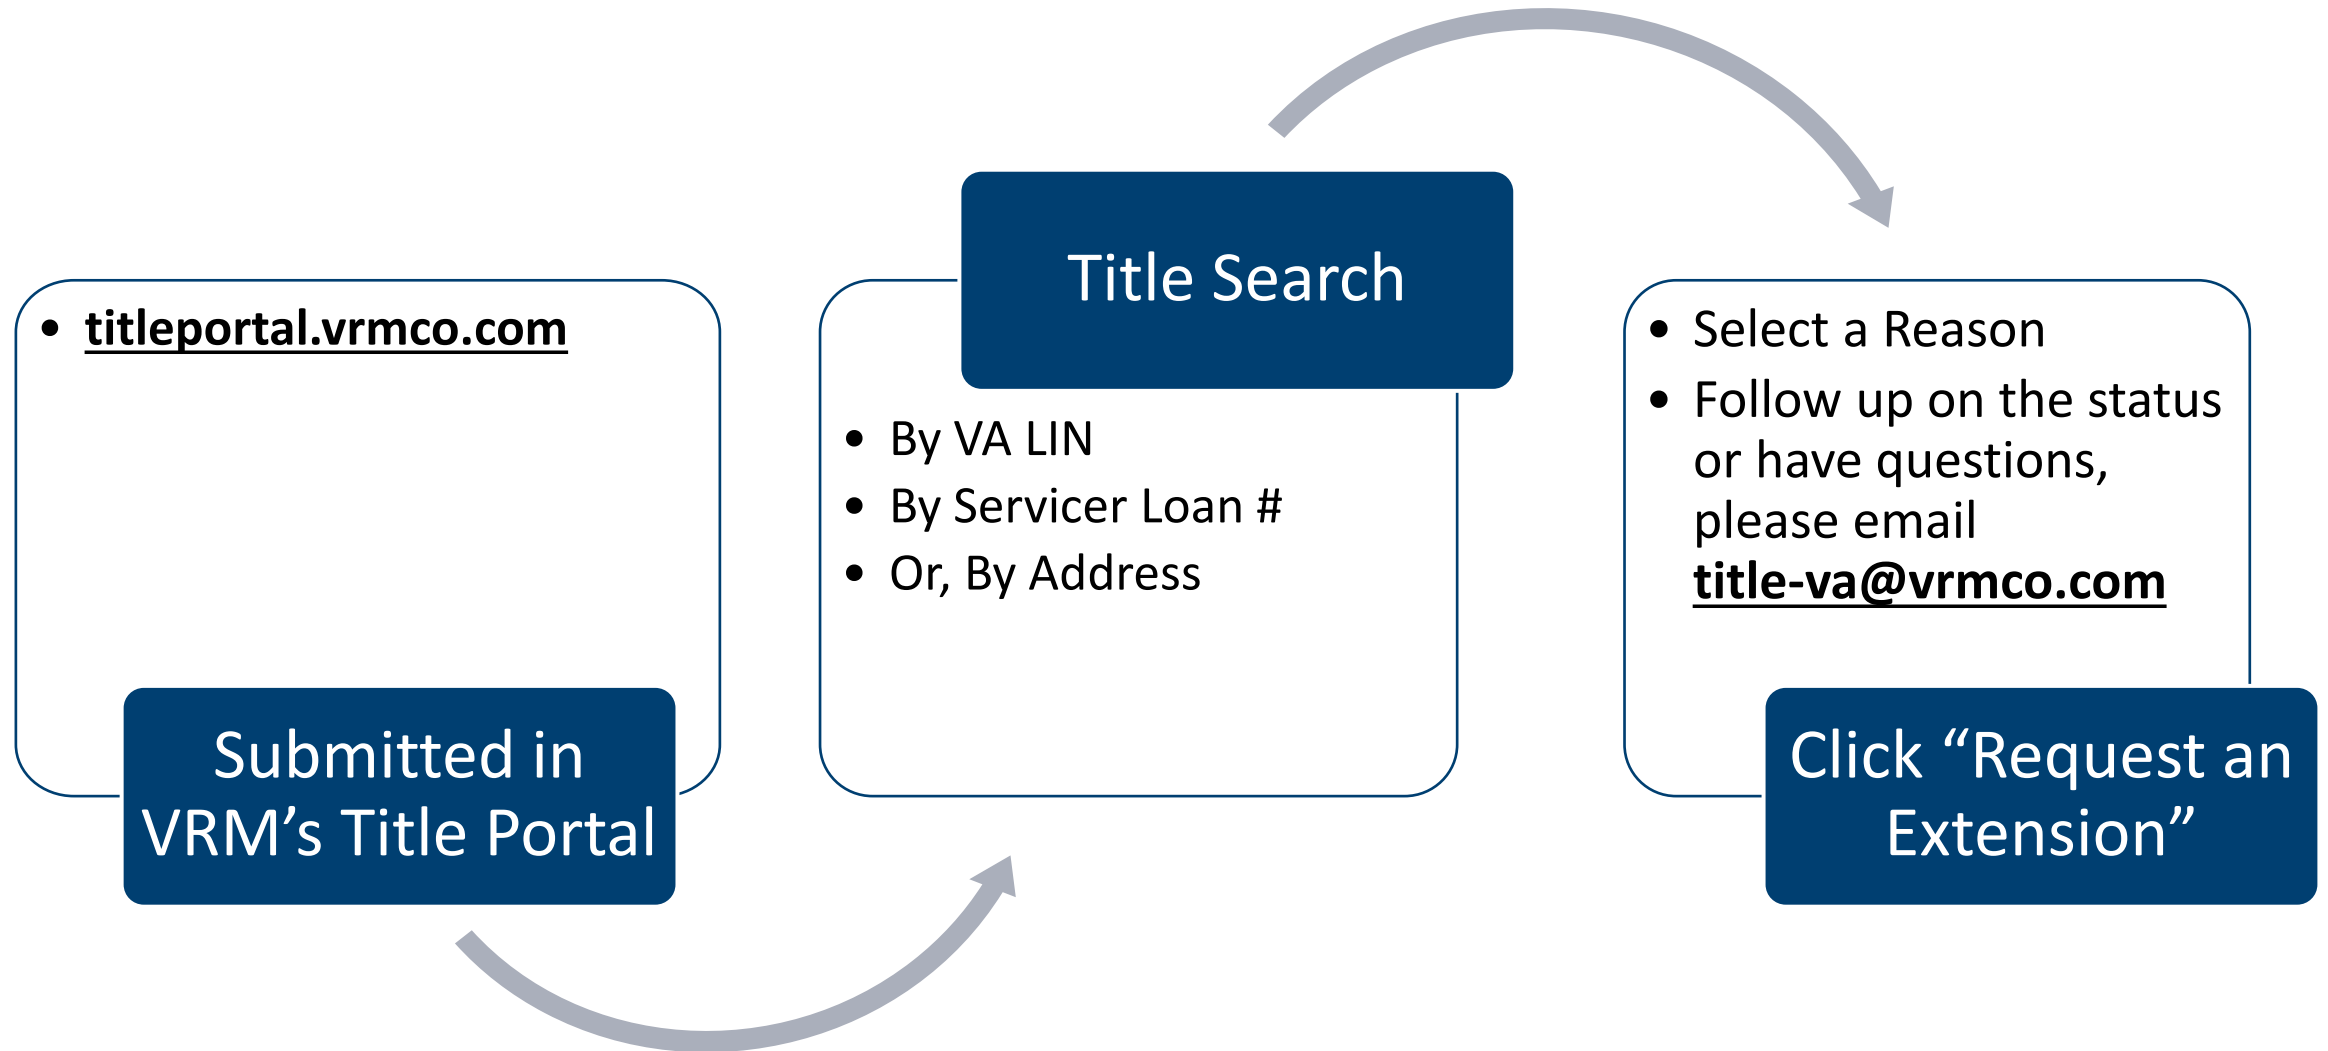 • titleportal.vrmco.com
Submitted in
VRM’s Title Portal
Title Search
• By VA LIN
• By Servicer Loan #
• Or, By Address
• Select a Reason
• Follow up on the status
or have questions,
please email
title-va@vrmco.com
Click “Request an
Extension”